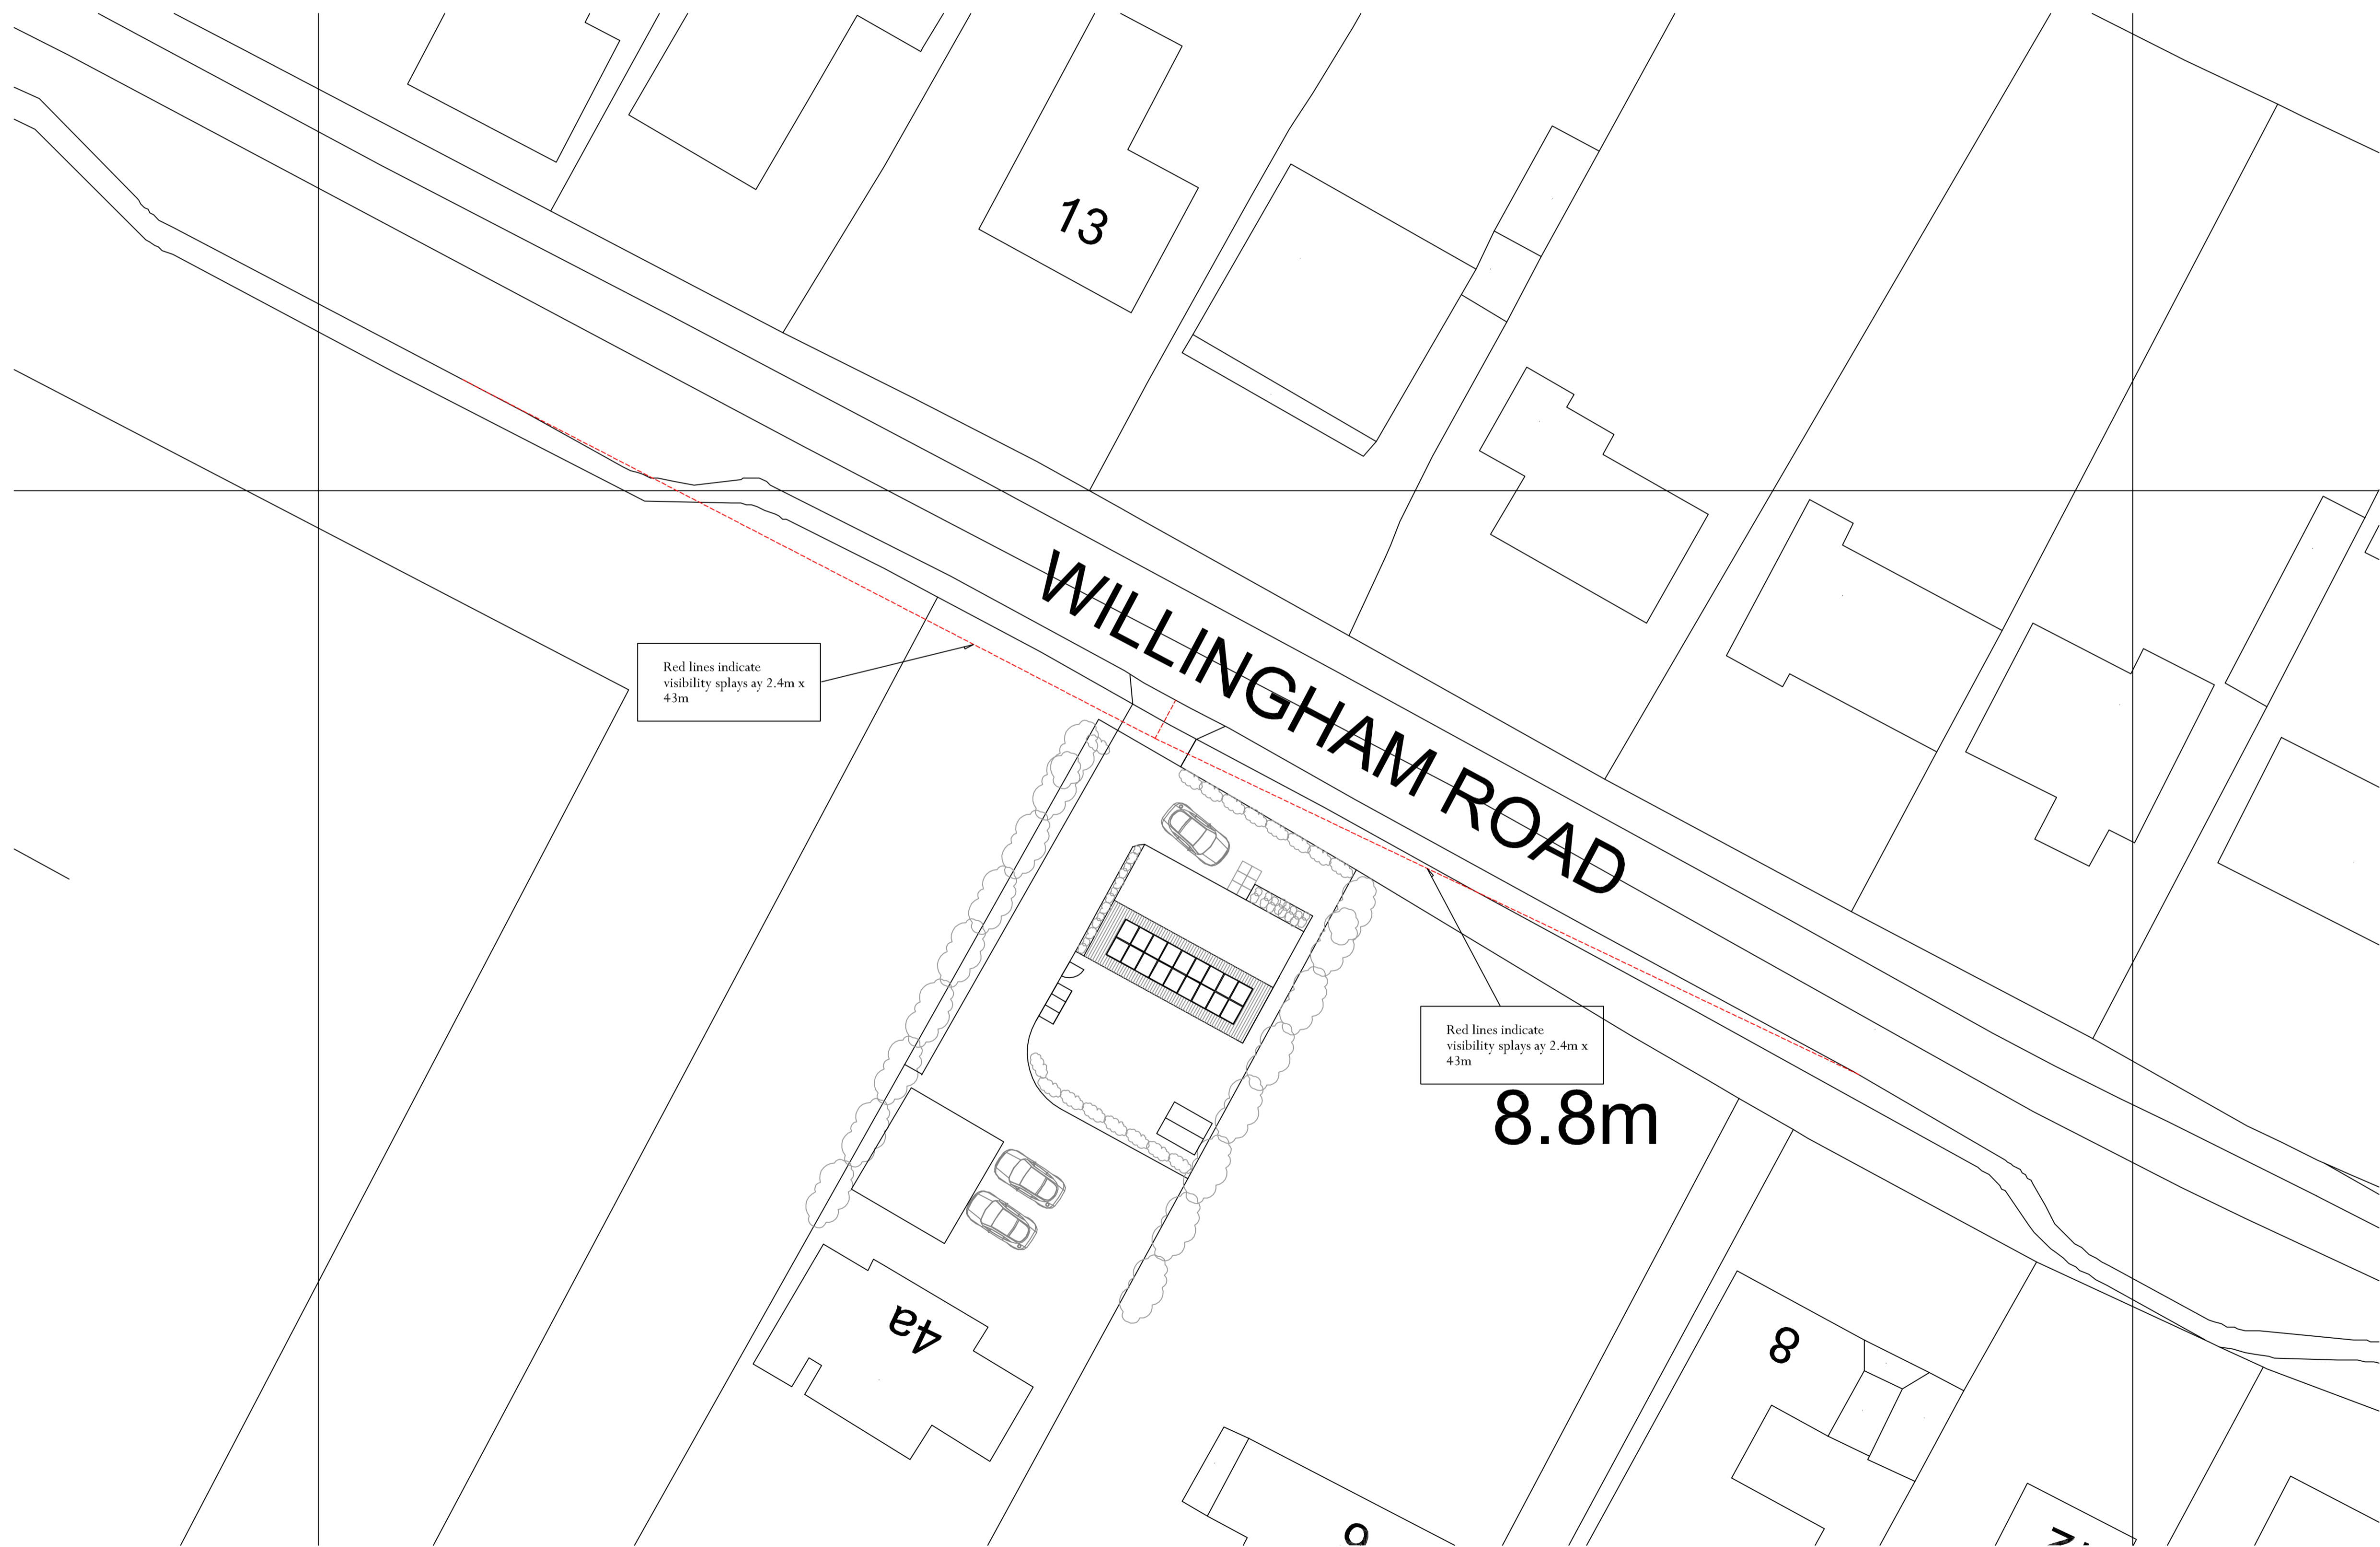 13
WILLINGHAM ROAD
Red lines indicate
visibility splays ay 2.4m x
43m
Red lines indicate
visibility splays ay 2.4m x
43m
8.8m
4a
8